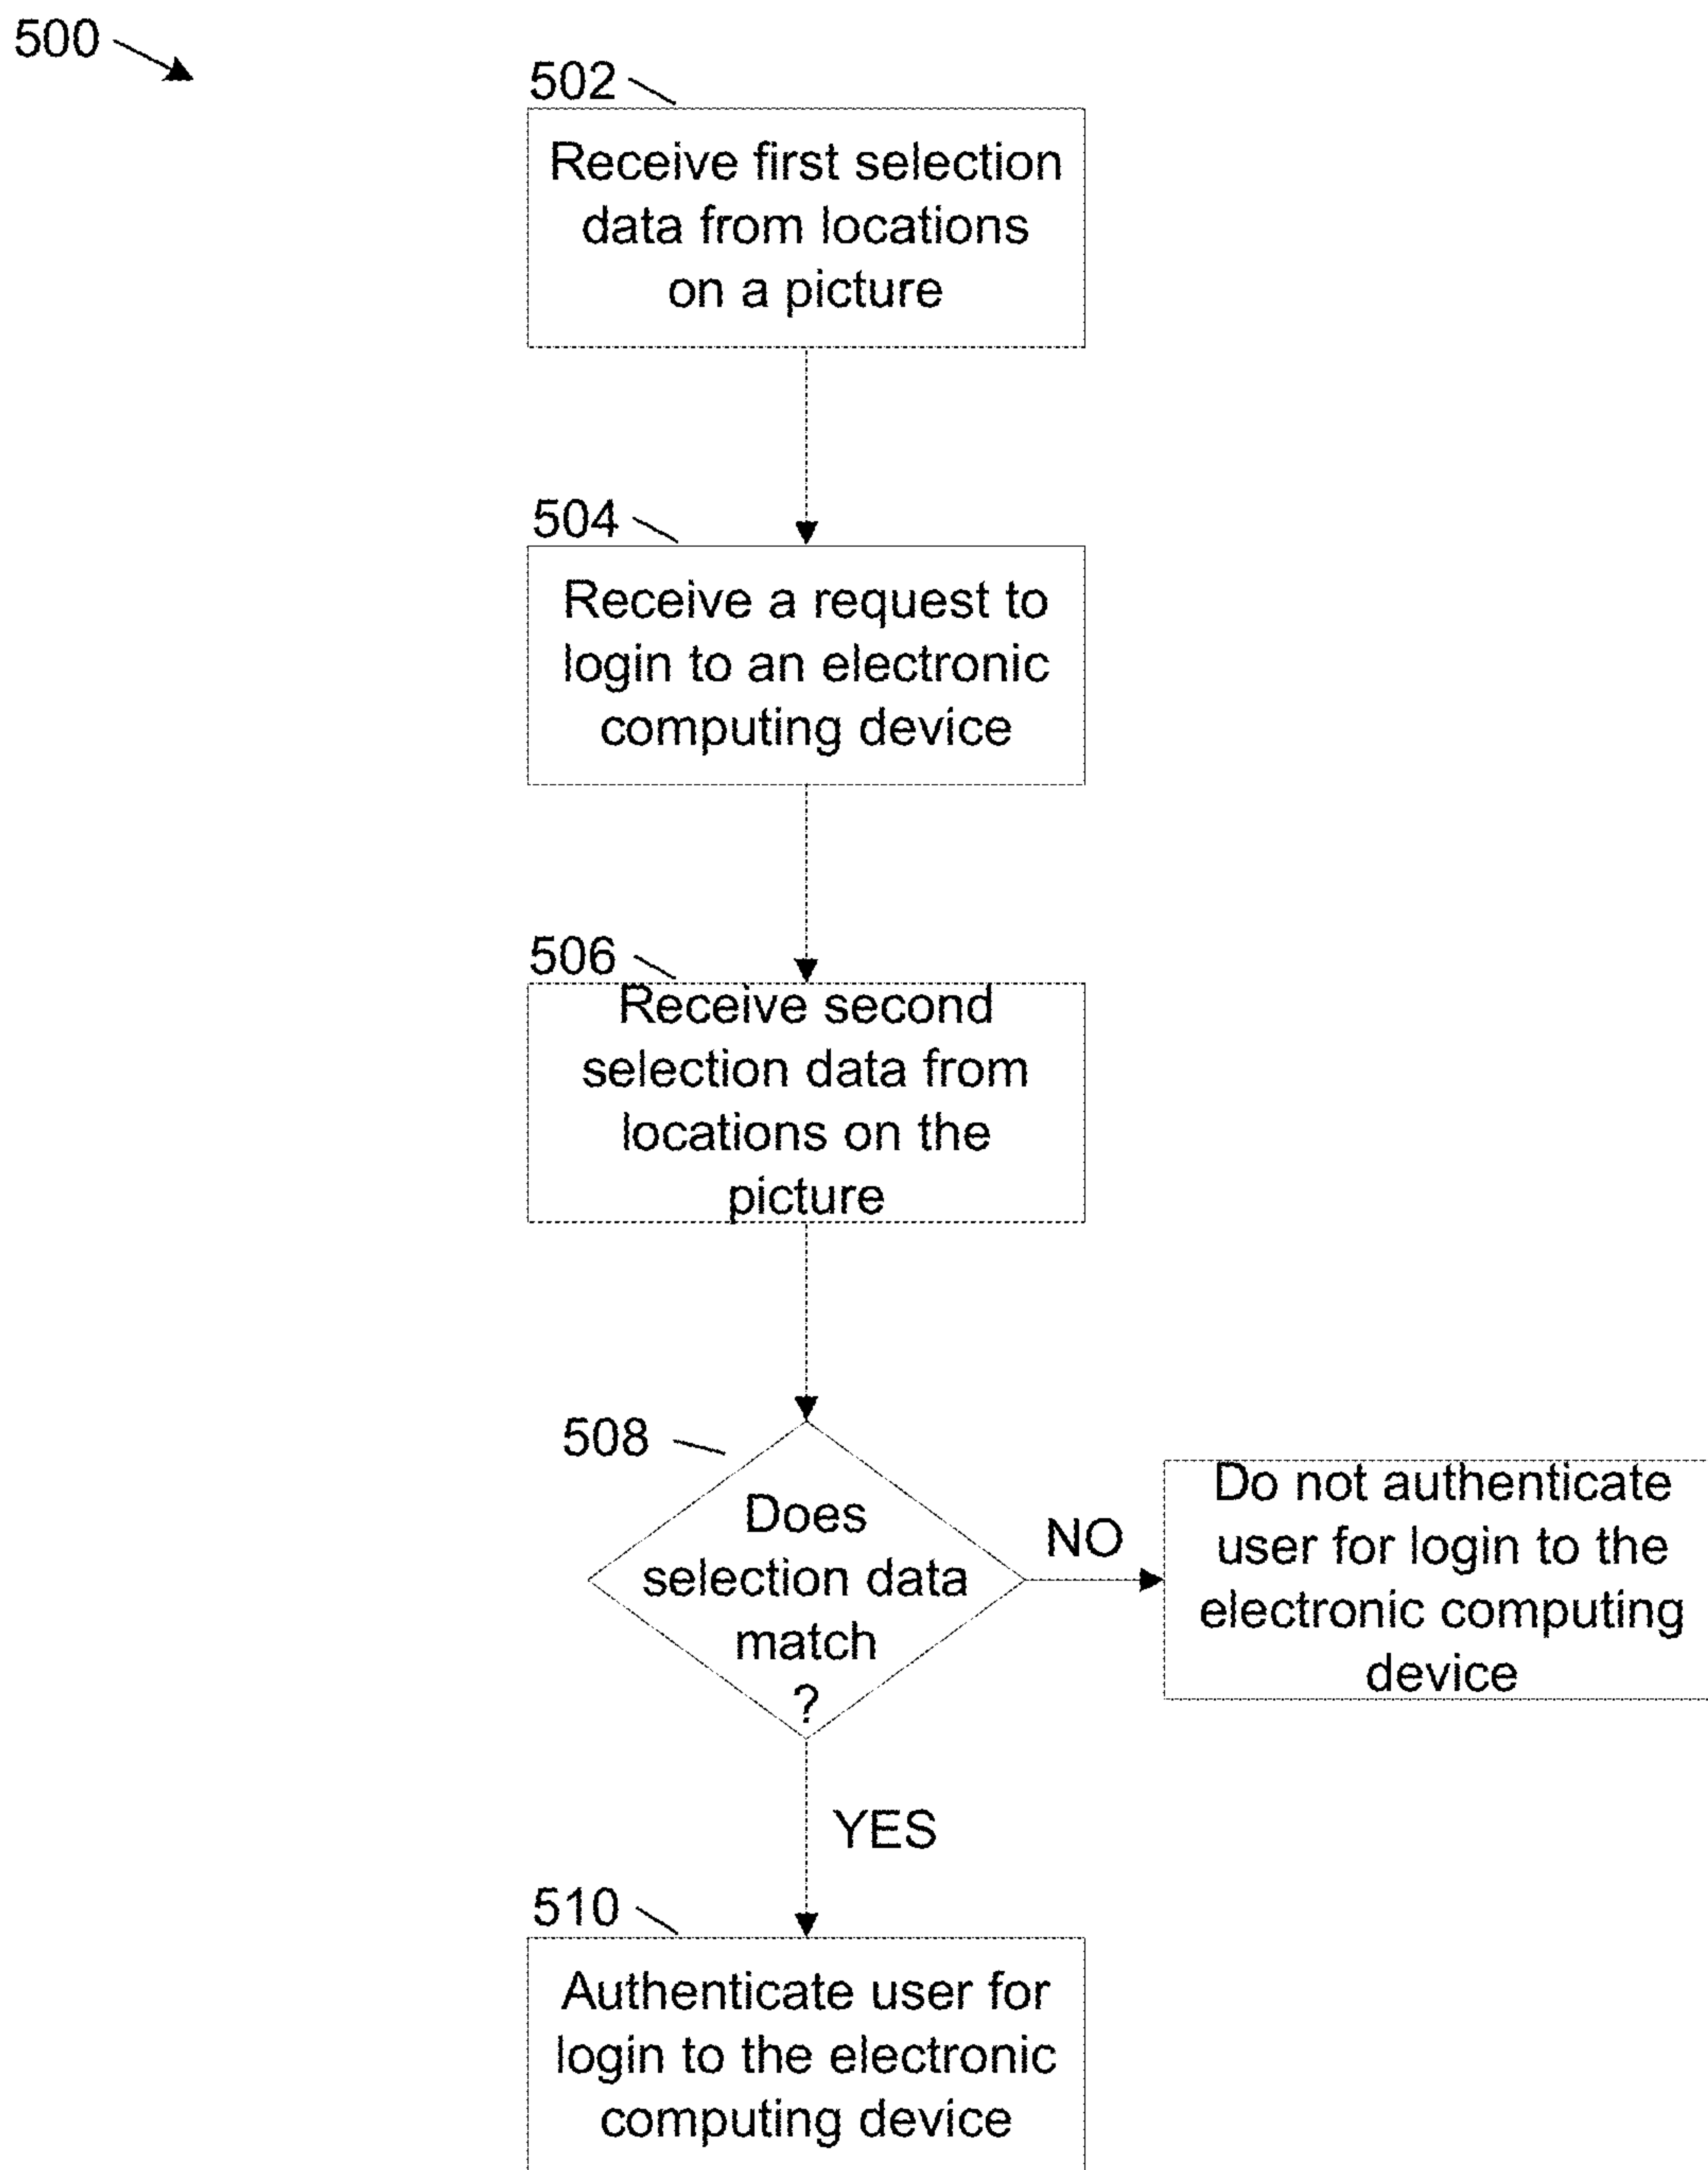 500
502
Receive first selection
data from locations
on a picture
504
Receive a request to
login to an electronic
computing device
506
Receive second
selection data from
locations on the
picture
508
Does
selection data
match
?
NO
Do not authenticate
user for login to the
electronic computing
device
YES
510
Authenticate user for
login to the electronic
computing device